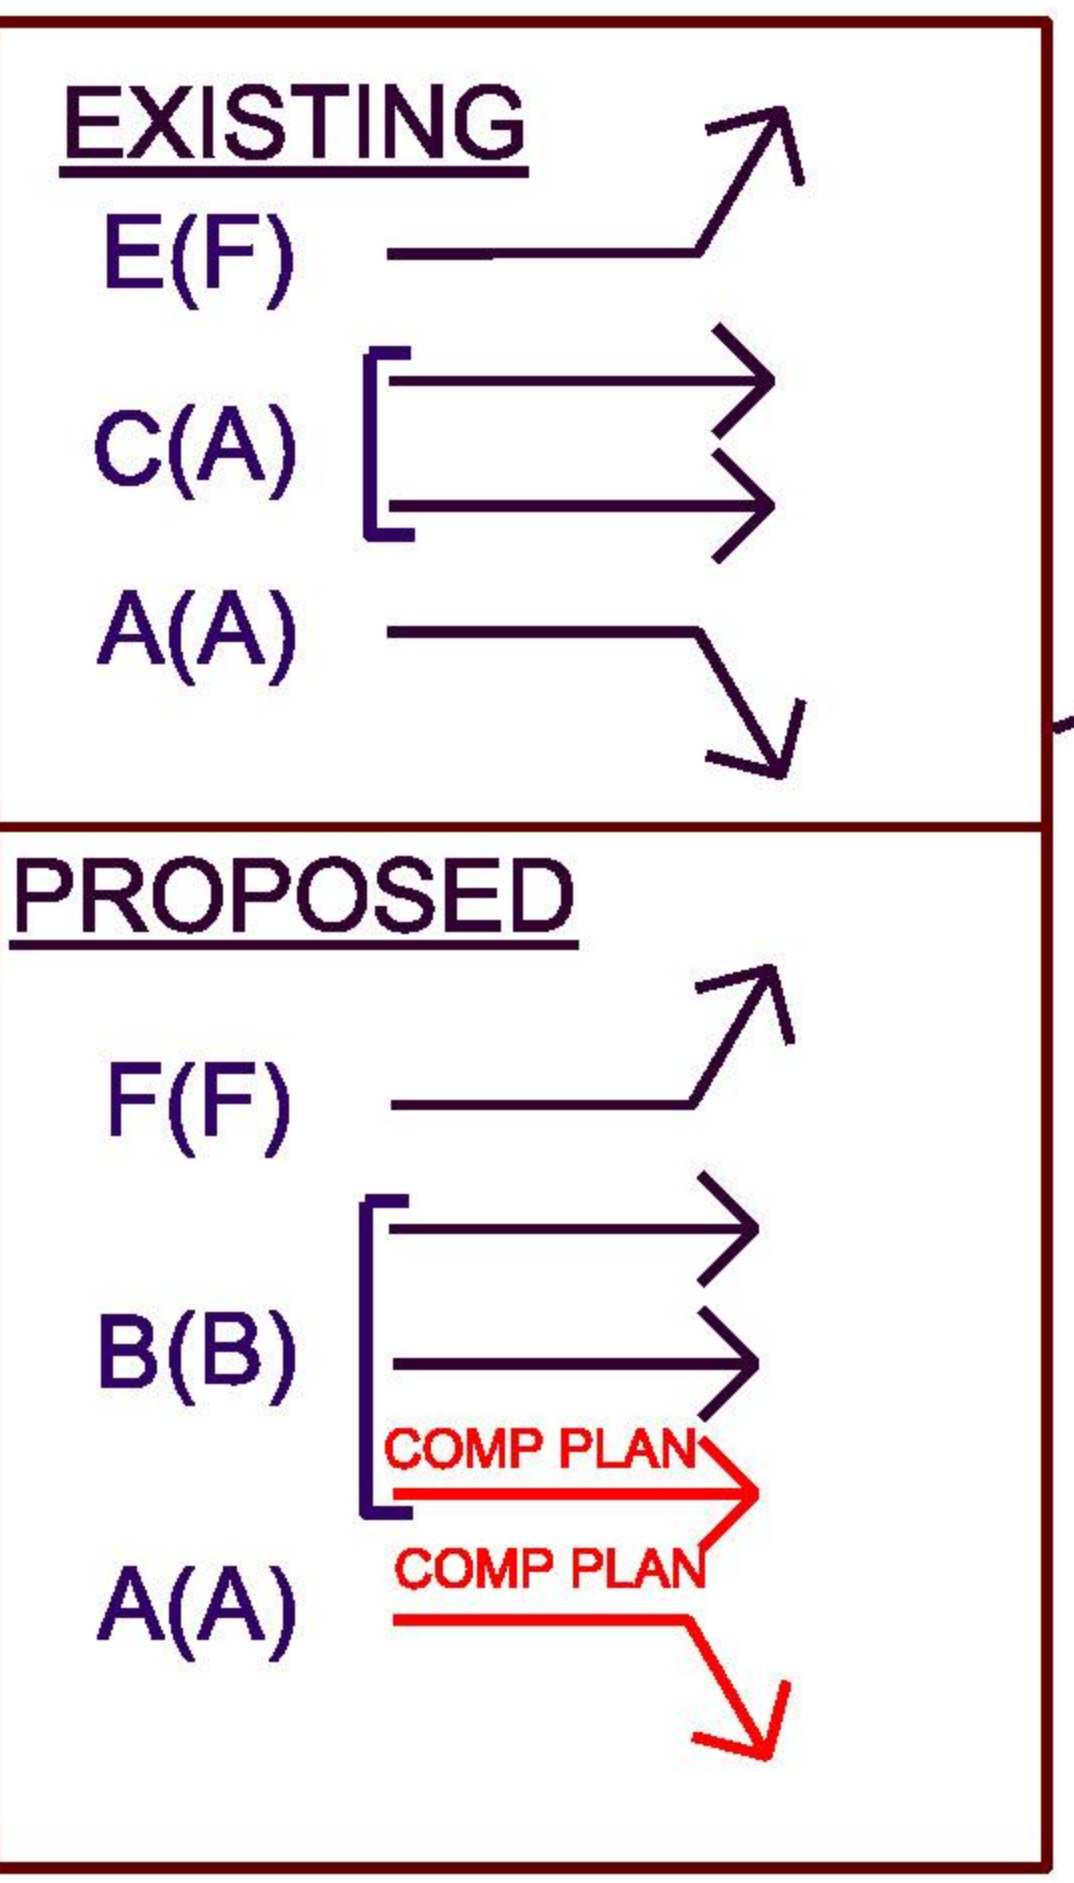 EXISTING
E(F)
C(A)
A(A)
PROPOSED
F(F)
B(B)
COMP PLAN
COMP PLAN
A(A)